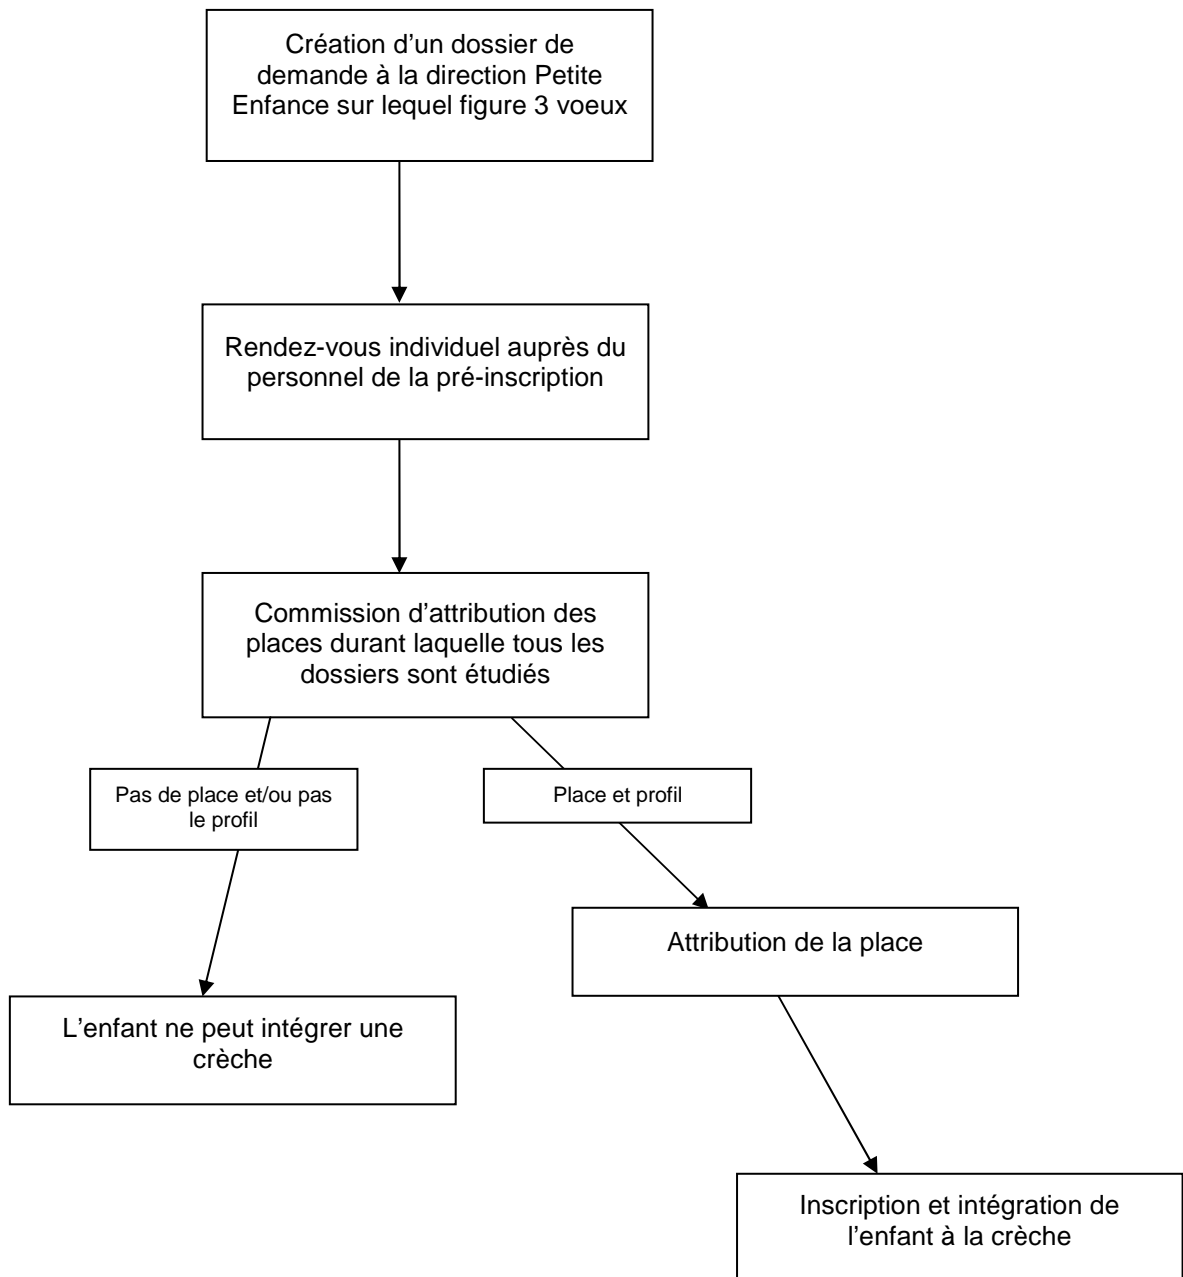 Création d’un dossier de
demande à la direction Petite
Enfance sur lequel figure 3 voeux
Rendez-vous individuel auprès du
personnel de la pré-inscription
Commission d’attribution des
places durant laquelle tous les
dossiers sont étudiés
Pas de place et/ou pas
le profil
Place et profil
Attribution de la place
L’enfant ne peut intégrer une
crèche
Inscription et intégration de
l’enfant à la crèche